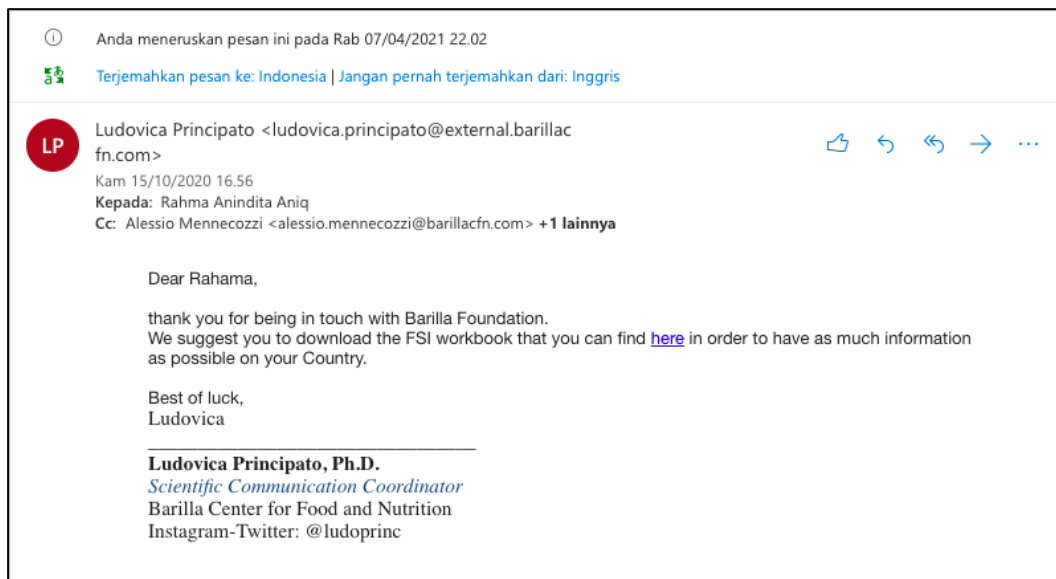 Anda meneruskan pesan ini pada Rab 07/04/2021 22.02
Terjemahkan pesan ke: Indonesia | Jangan pernah terjemahkan dari: Inggris
LP
Ludovica Principato <ludovica.principato@external.barillac
fn.com>
Kam 15/10/2020 16.56
Kepada: Rahma Anindita Aniq
Cc: Alessio Mennecozzi <alessio.mennecozzi@barillacfn.com> +1 lainnya
Dear Rahama,
thank you for being in touch with Barilla Foundation.
We suggest you to download the FSI workbook that you can find here in order to have as much information
as possible on your Country.
Best of luck,
Ludovica
Ludovica Principato, Ph.D.
Scientific Communication Coordinator
Barilla Center for Food and Nutrition
Instagram-Twitter: @ludoprinc